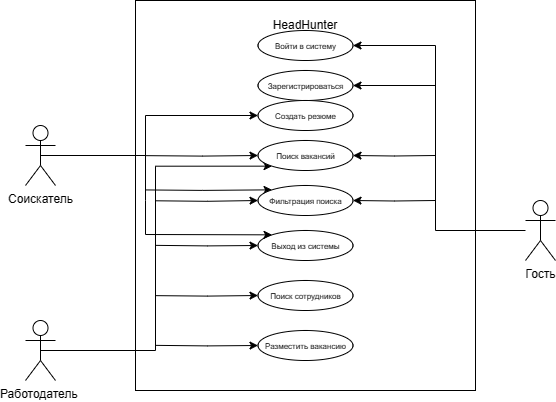 HeadHunter
Войти в систему
Зарегистрироваться
Создать резюме
Поиск вакансий
Соискатель
Фильтрация поиска
Выход из системы
Гость
Поиск сотрудников
Разместить вакансию
Работодатель